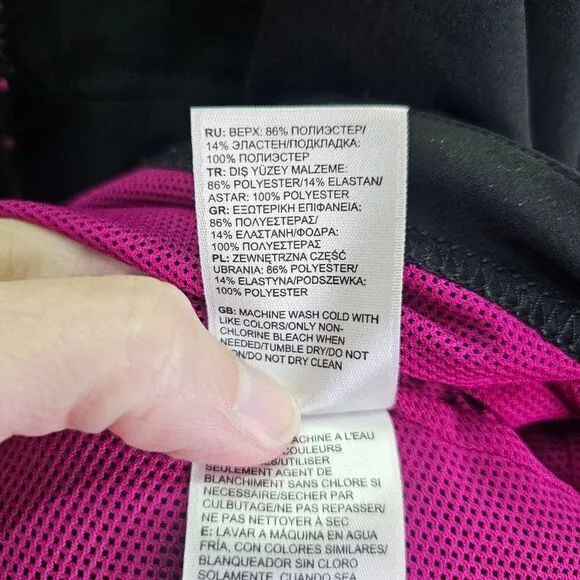 RU: ВЕРХ: 86% ПОЛИЭСТЕР/
14% ЭЛАСТЕН/ПОДКЛАДКА:
100% ПОЛИЭСТЕР
TR: DIŞ YÜZEY MALZEME:
86% POLYESTER/14% ELASTAN/
ASTAR: 100% POLYESTER
GR: ΕΞΩΤΕΡΙΚΗ ΕΠΙΦΑΝΕΙΑ:
86% ΠΟΛΥΕΣΤΕΡΑΣ/
14% ΕΛΑΣΤΑΝΗ/ΦΟΔΡΑ:
100% ΠΟΛΥΕΣΤΕΡΑΣ
PL: ZEWNĘTRZNA CZĘŚĆ
UBRANIA: 86% POLYESTER/
14% ELASTYNA/PODSZEWKA:
100% POLYESTER
GB: MACHINE WASH COLD WITH
LIKE COLORS/ONLY NON-
CHLORINE BLEACH WHEN
NEEDED/TUMBLE DRY/DO NOT
/DO NOT DRY CLEAN
A L'EAU
COULEURS
/UTILISER
SEULEMENT AGENT DE
BLANCHIMENT SANS CHLORE SI
NECESSAIRE/SECHER PAR
CULBUTAGE/NE PAS REPASSER/
NE PAS NETTOYER À SEC
E: LAVAR A MÁQUINA EN AGUA
FRÍA, CON COLORES SIMILARES/
BLANQUEADOR SIN CLORO
CUANDO SEA